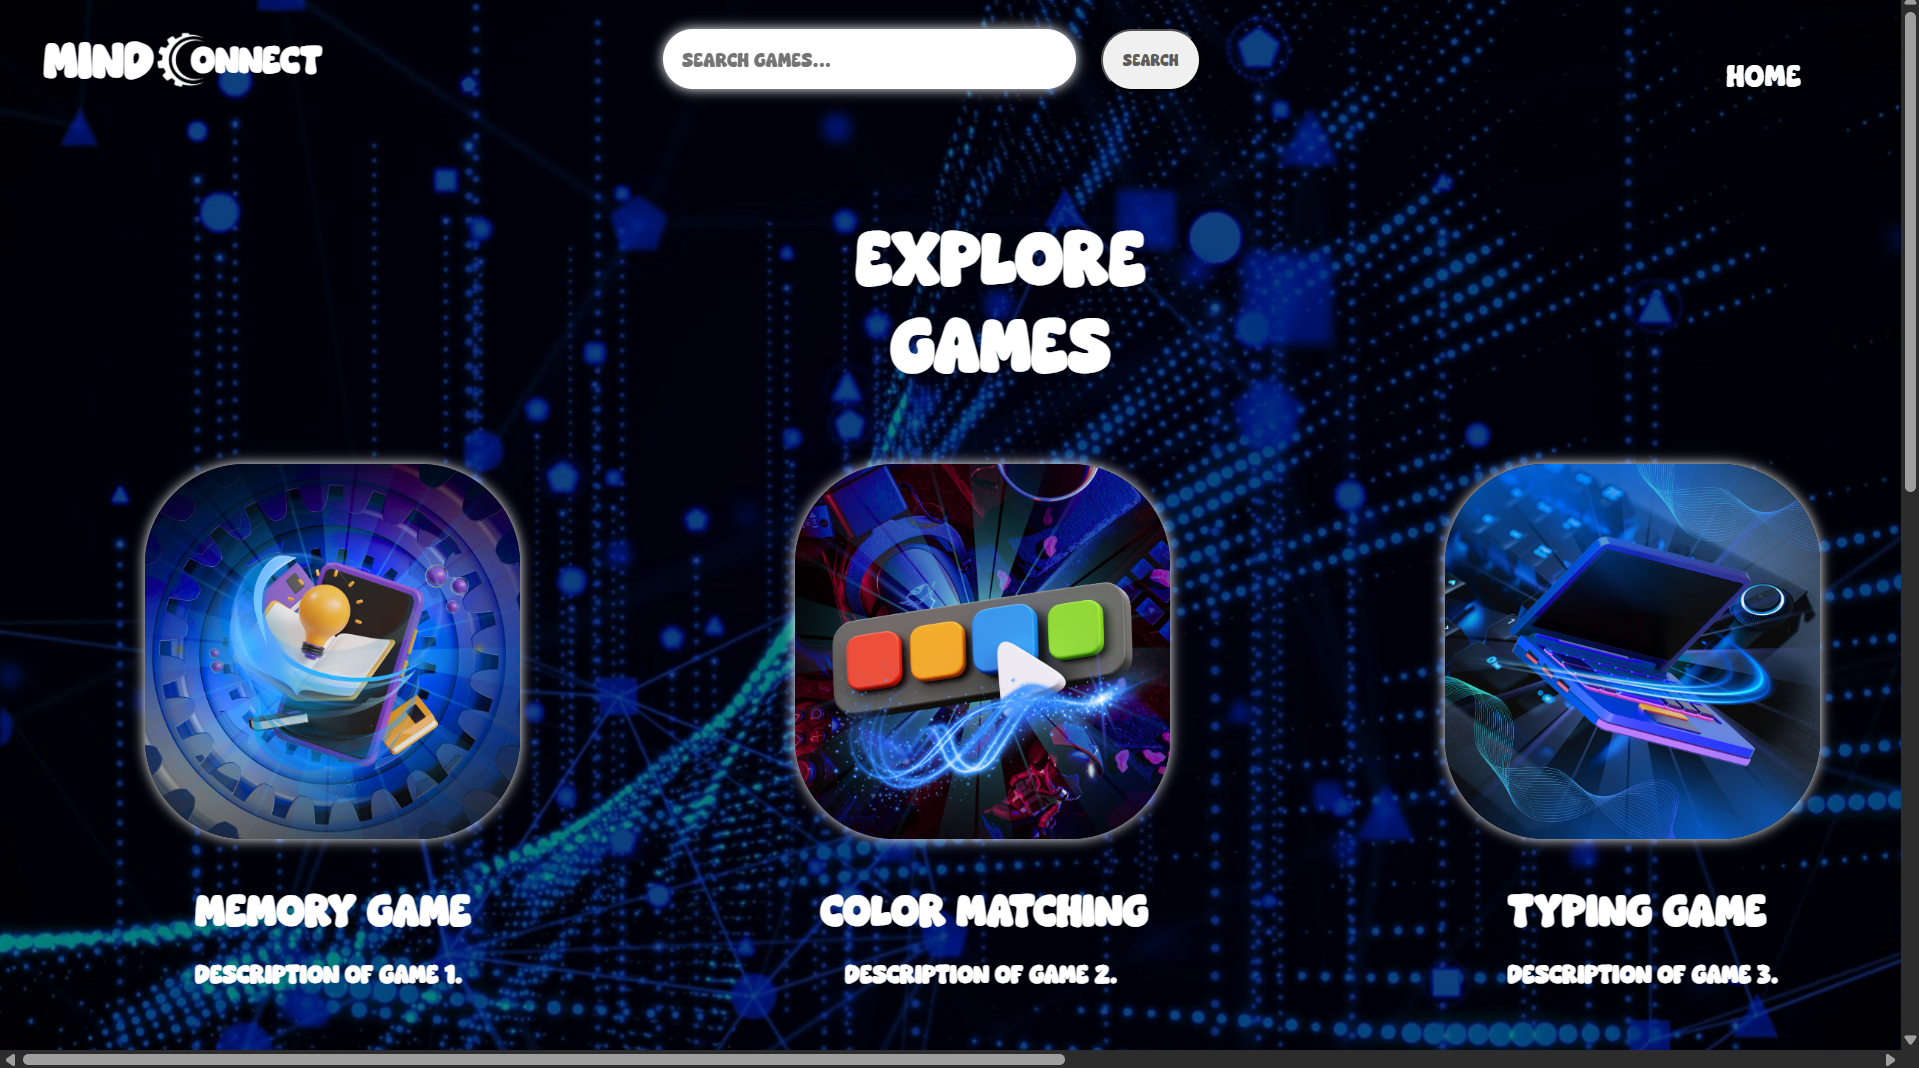 MIND CONNECT
SEARCH GAMES...
SEARCH
HOME
EXPLORE
GAMES
MEMORY GAME
COLOR MATCHING
TYPING GAME
DESCRIPTION OF GAME 1.
DESCRIPTION OF GAME 2.
DESCRIPTION OF GAME 3.